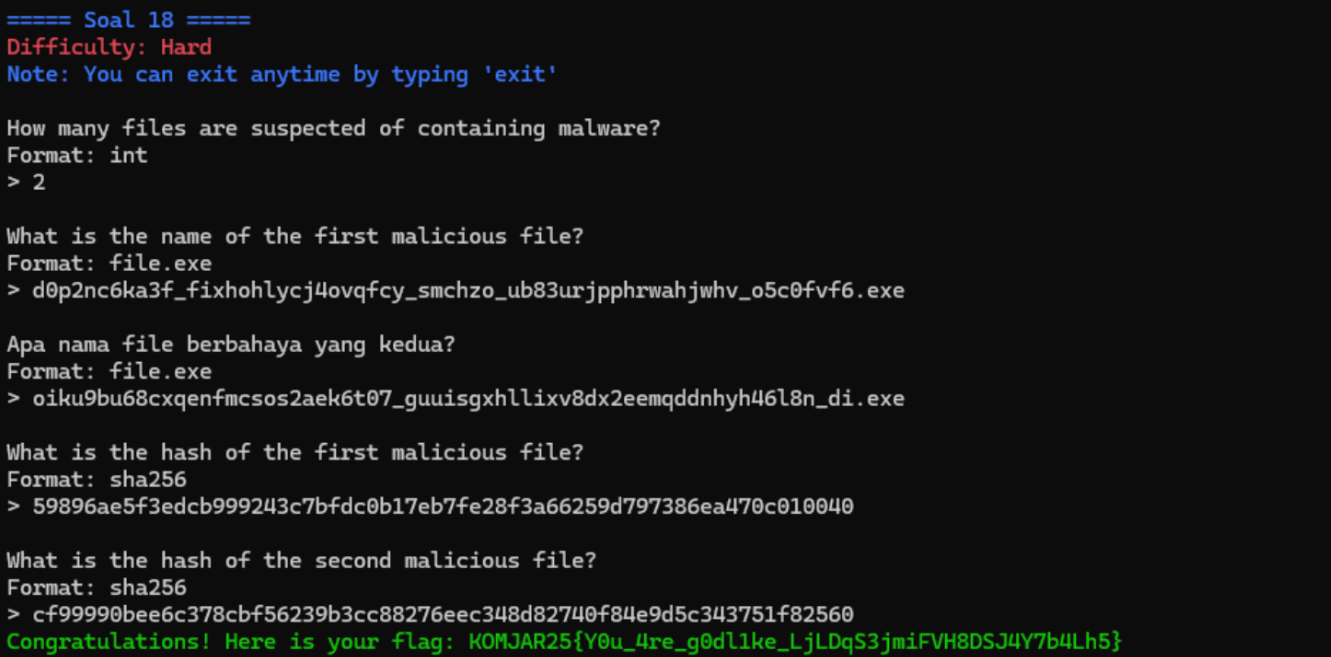 ===== Soal 18 =====
Difficulty: Hard
Note: You can exit anytime by typing 'exit'
How many files are suspected of containing malware?
Format: int
> 2
What is the name of the first malicious file?
Format: file.exe
> d0p2nc6ka3f_fixhohlycj4ovqfcy_smchzo_ub83urjpphrwahjwhv_o5c0fvf6.exe
Apa nama file berbahaya yang kedua?
Format: file.exe
> oiku9bu68cxqenfmcsos2aek6t07_guuisgxhllixv8dx2eemqddnhyh46l8n_di.exe
What is the hash of the first malicious file?
Format: sha256
> 59896ae5f3edcb999243c7bfdc0b17eb7fe28f3a66259d797386ea470c010040
What is the hash of the second malicious file?
Format: sha256
> cf99990bee6c378cbf56239b3cc88276eec348d82740f84e9d5c343751f82560
Congratulations! Here is your flag: KOMJAR25{Y0u_4re_g0dl1ke_LjLDqS3jmiFVH8DSJ4Y7b4Lh5}